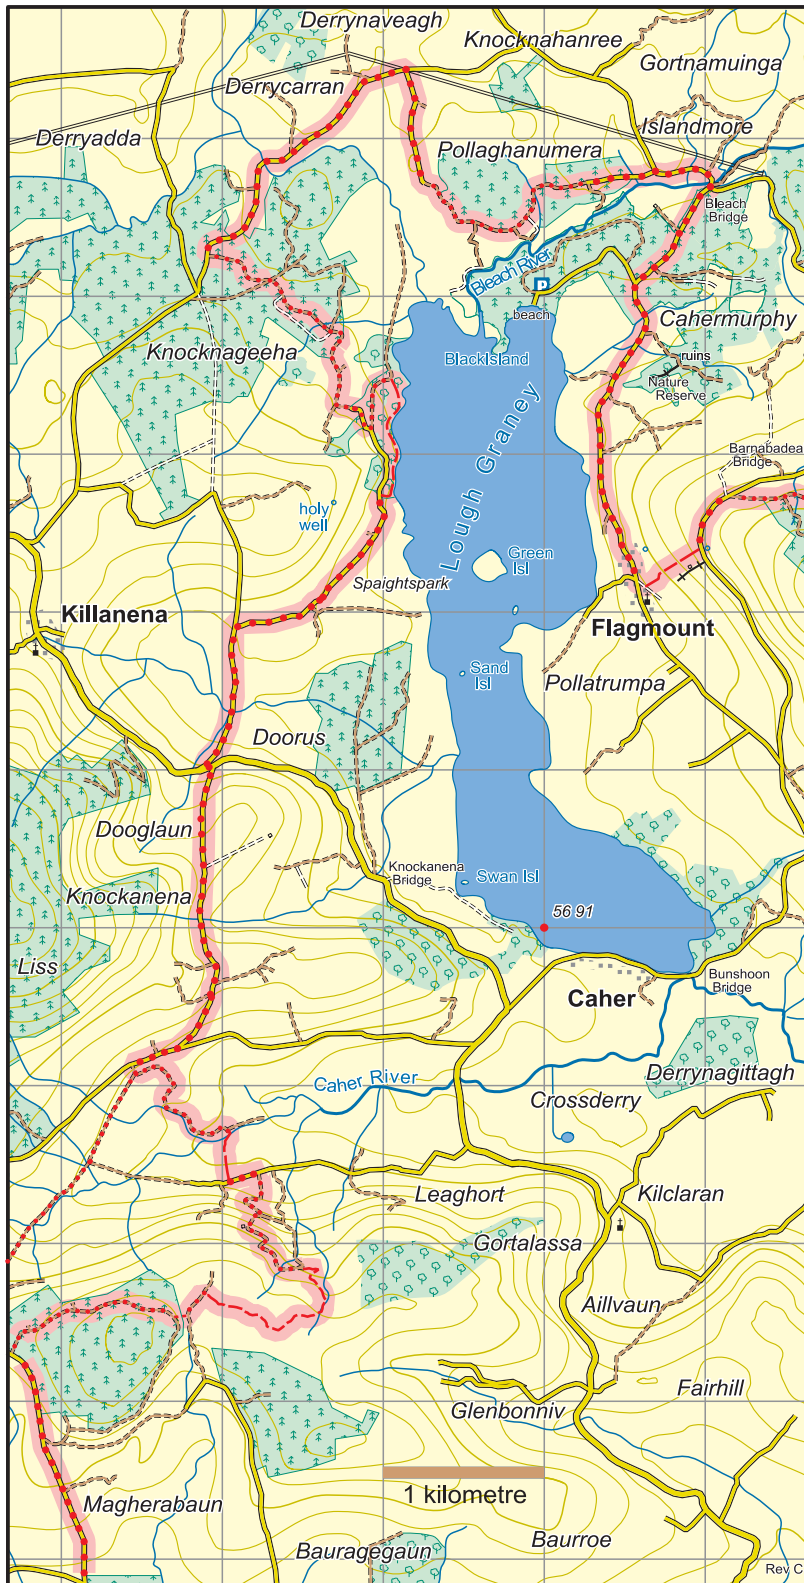 Derrynaveagh
Knocknahanree
Gortnamuinga
Derrycarran
Islandmore
Derryadda
Pollaghanumera
Bleach
Bridge
Bleach River
P
beach
Cahermurphy
Knocknageeha
BlackIsland
ruins
Nature
Reserve
Lough Graney
Barnabadea
Bridge
holy
well
Green
Isl
Spaightspark
Killanena
Flagmount
Sand
Isl
Pollatrumpa
Doorus
Dooglaun
Knockanena
Bridge
Swan Isl
Knockanena
56 91
Liss
Caher
Bunshoon
Bridge
Caher River
Derrynagittagh
Crossderry
Leaghort
Kilclaran
Gortalassa
Aillvaun
Fairhill
Glenbonniv
1 kilometre
Magherabaun
Bauragegaun
Baurroe
Rev C